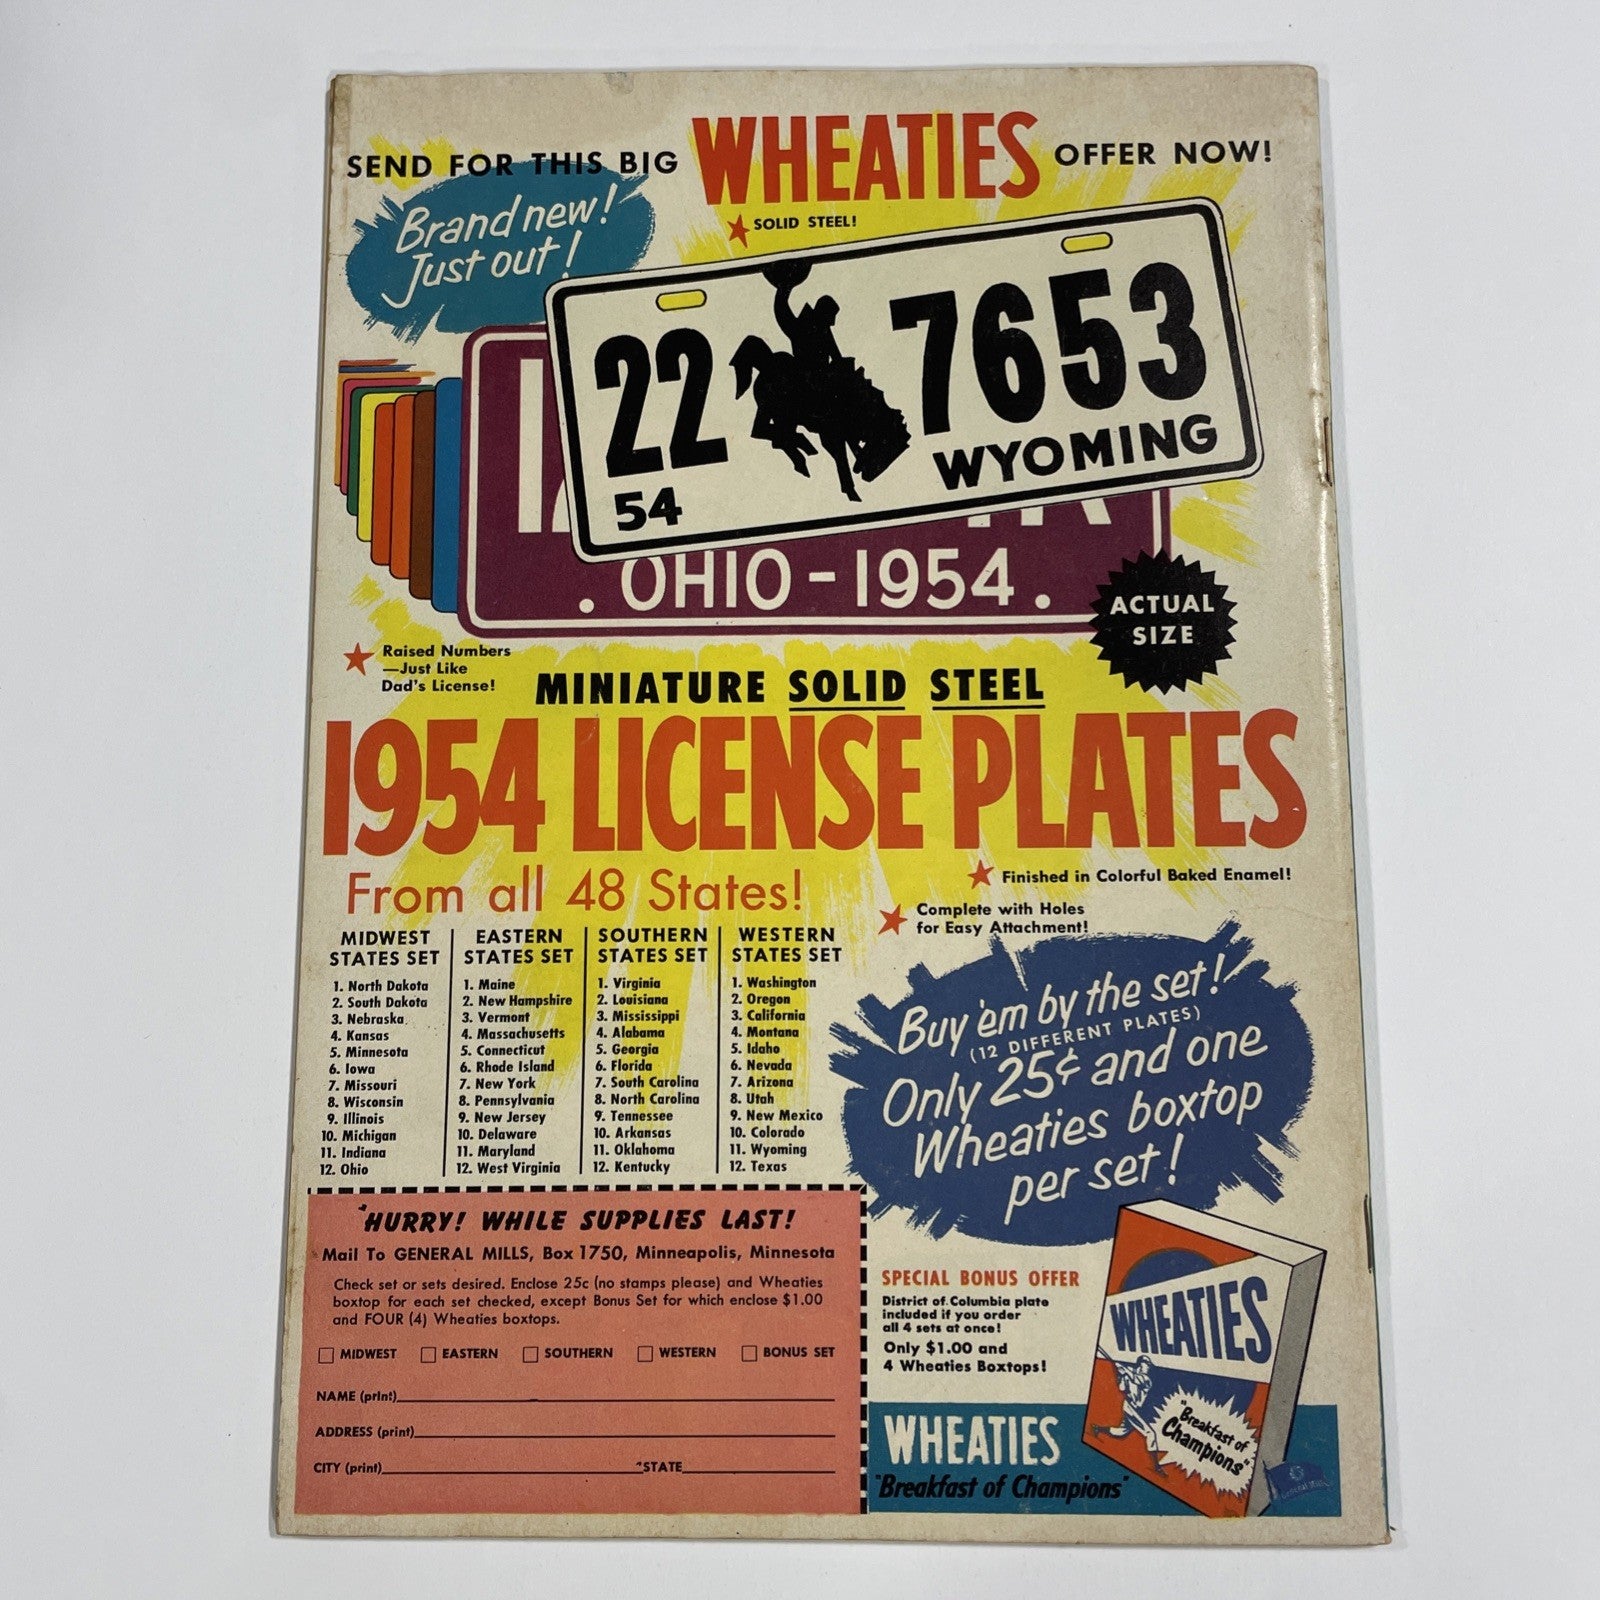 SEND FOR THIS BIG WHEATIES OFFER NOW!
Brand new!
Just out!
★ SOLID STEEL!
22 7653
54 WYOMING
. OHIO - 1954 .
ACTUAL
SIZE
★ Raised Numbers
—Just Like
Dad's License!
MINIATURE SOLID STEEL
1954 LICENSE PLATES
From all 48 States!
★ Finished in Colorful Baked Enamel!
★ Complete with Holes
for Easy Attachment!
MIDWEST
STATES SET
1. North Dakota
2. South Dakota
3. Nebraska
4. Kansas
5. Minnesota
6. Iowa
7. Missouri
8. Wisconsin
9. Illinois
10. Michigan
11. Indiana
12. Ohio
EASTERN
STATES SET
1. Maine
2. New Hampshire
3. Vermont
4. Massachusetts
5. Connecticut
6. Rhode Island
7. New York
8. Pennsylvania
9. New Jersey
10. Delaware
11. Maryland
12. West Virginia
SOUTHERN
STATES SET
1. Virginia
2. Louisiana
3. Mississippi
4. Alabama
5. Georgia
6. Florida
7. South Carolina
8. North Carolina
9. Tennessee
10. Arkansas
11. Oklahoma
12. Kentucky
WESTERN
STATES SET
1. Washington
2. Oregon
3. California
4. Montana
5. Idaho
6. Nevada
7. Arizona
8. Utah
9. New Mexico
10. Colorado
11. Wyoming
12. Texas
Buy 'em by the set!
(12 DIFFERENT PLATES)
Only 25¢ and one
Wheaties boxtop
per set!
HURRY! WHILE SUPPLIES LAST!
Mail To GENERAL MILLS, Box 1750, Minneapolis, Minnesota
Check set or sets desired. Enclose 25c (no stamps please) and Wheaties
boxtop for each set checked, except Bonus Set for which enclose $1.00
and FOUR (4) Wheaties boxtops.
☐ MIDWEST ☐ EASTERN ☐ SOUTHERN ☐ WESTERN ☐ BONUS SET
NAME (print)
ADDRESS (print)
CITY (print) STATE
SPECIAL BONUS OFFER
District of Columbia plate
included if you order
all 4 sets at once!
Only $1.00 and
4 Wheaties Boxtops!
WHEATIES
"Breakfast of Champions"
WHEATIES
"Breakfast of
Champions"
General Mills